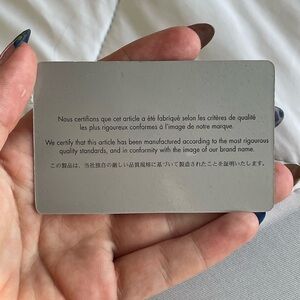 Nous certifions que cet article a été fabriqué selon les critères de qualité
les plus rigoureux conformes à l'image de notre marque.
We certify that this article has been manufactured according to the most rigourous
quality standards, and in conformity with the image of our brand name.
この製品は、当社独自の厳しい品質規格に基づいて製造されたことを証明いたします。